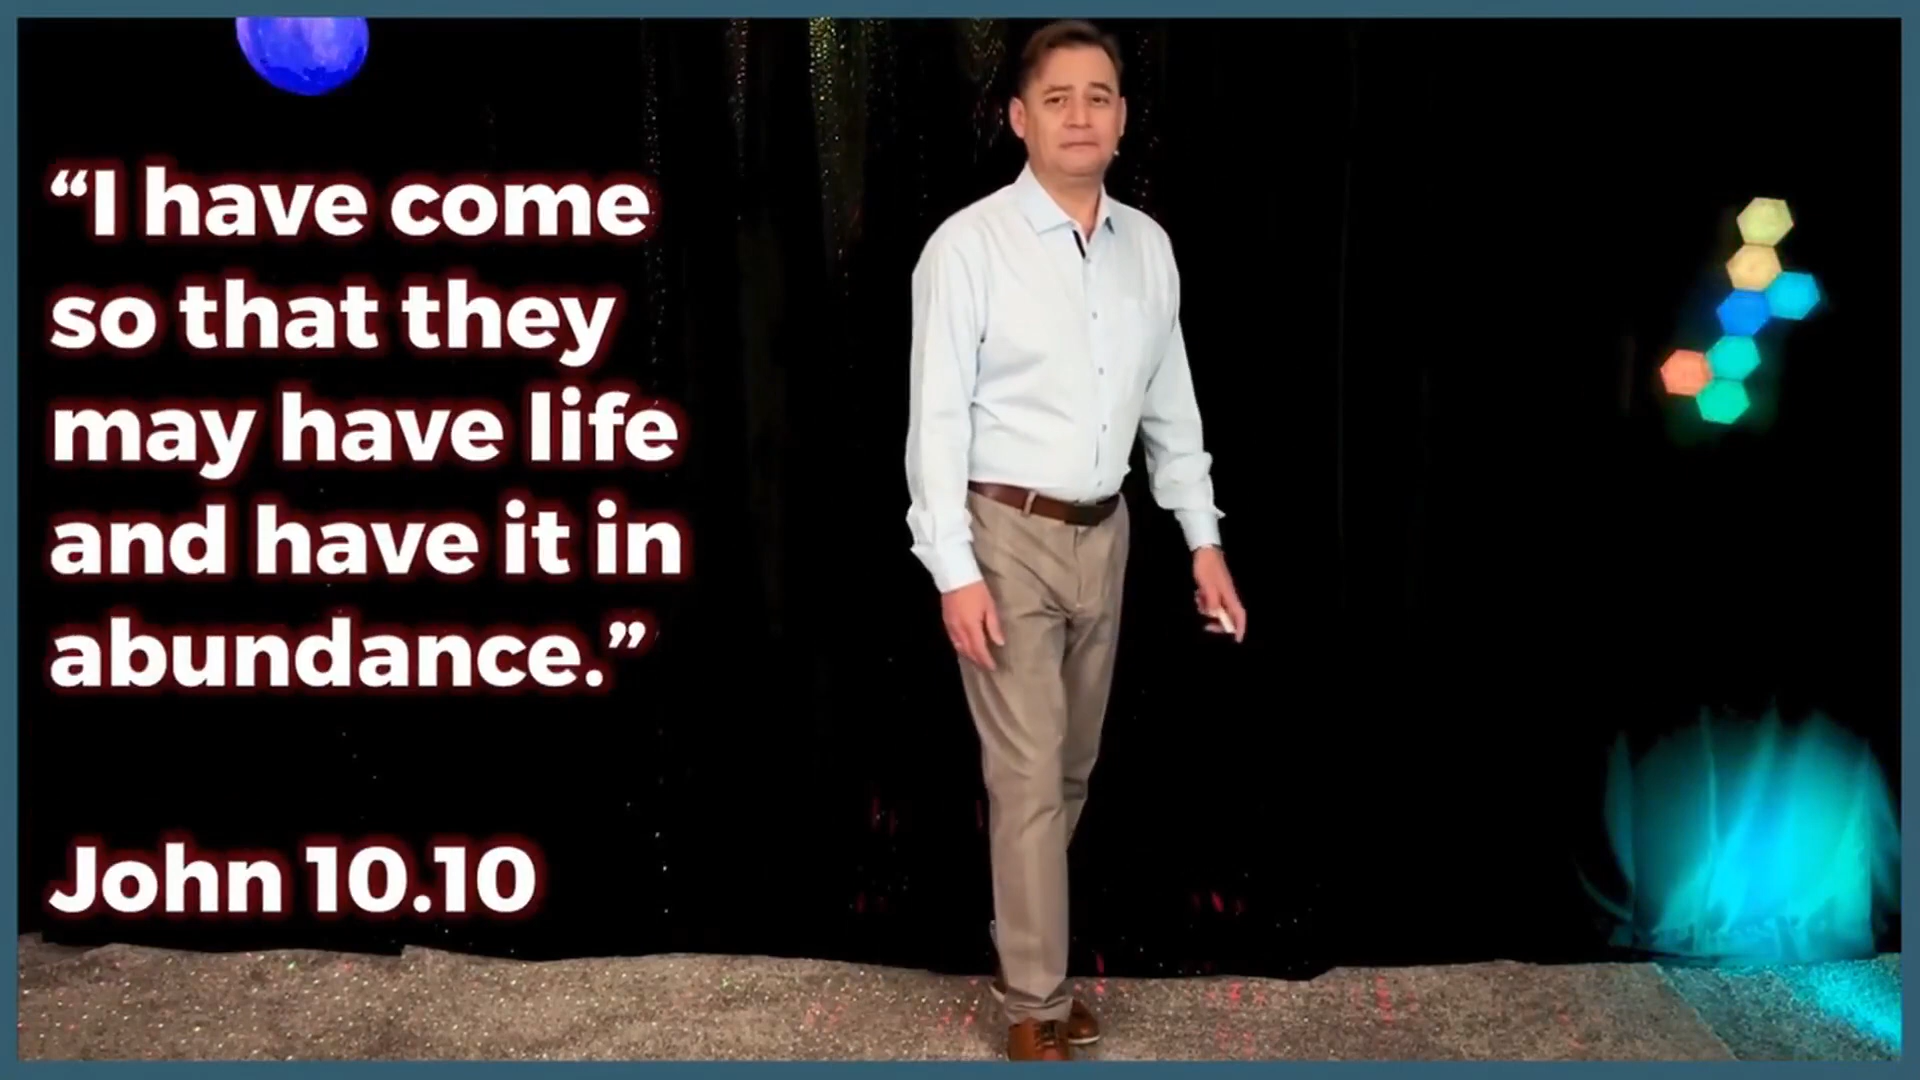 “I have come
so that they
may have life
and have it in
abundance.”
John 10.10